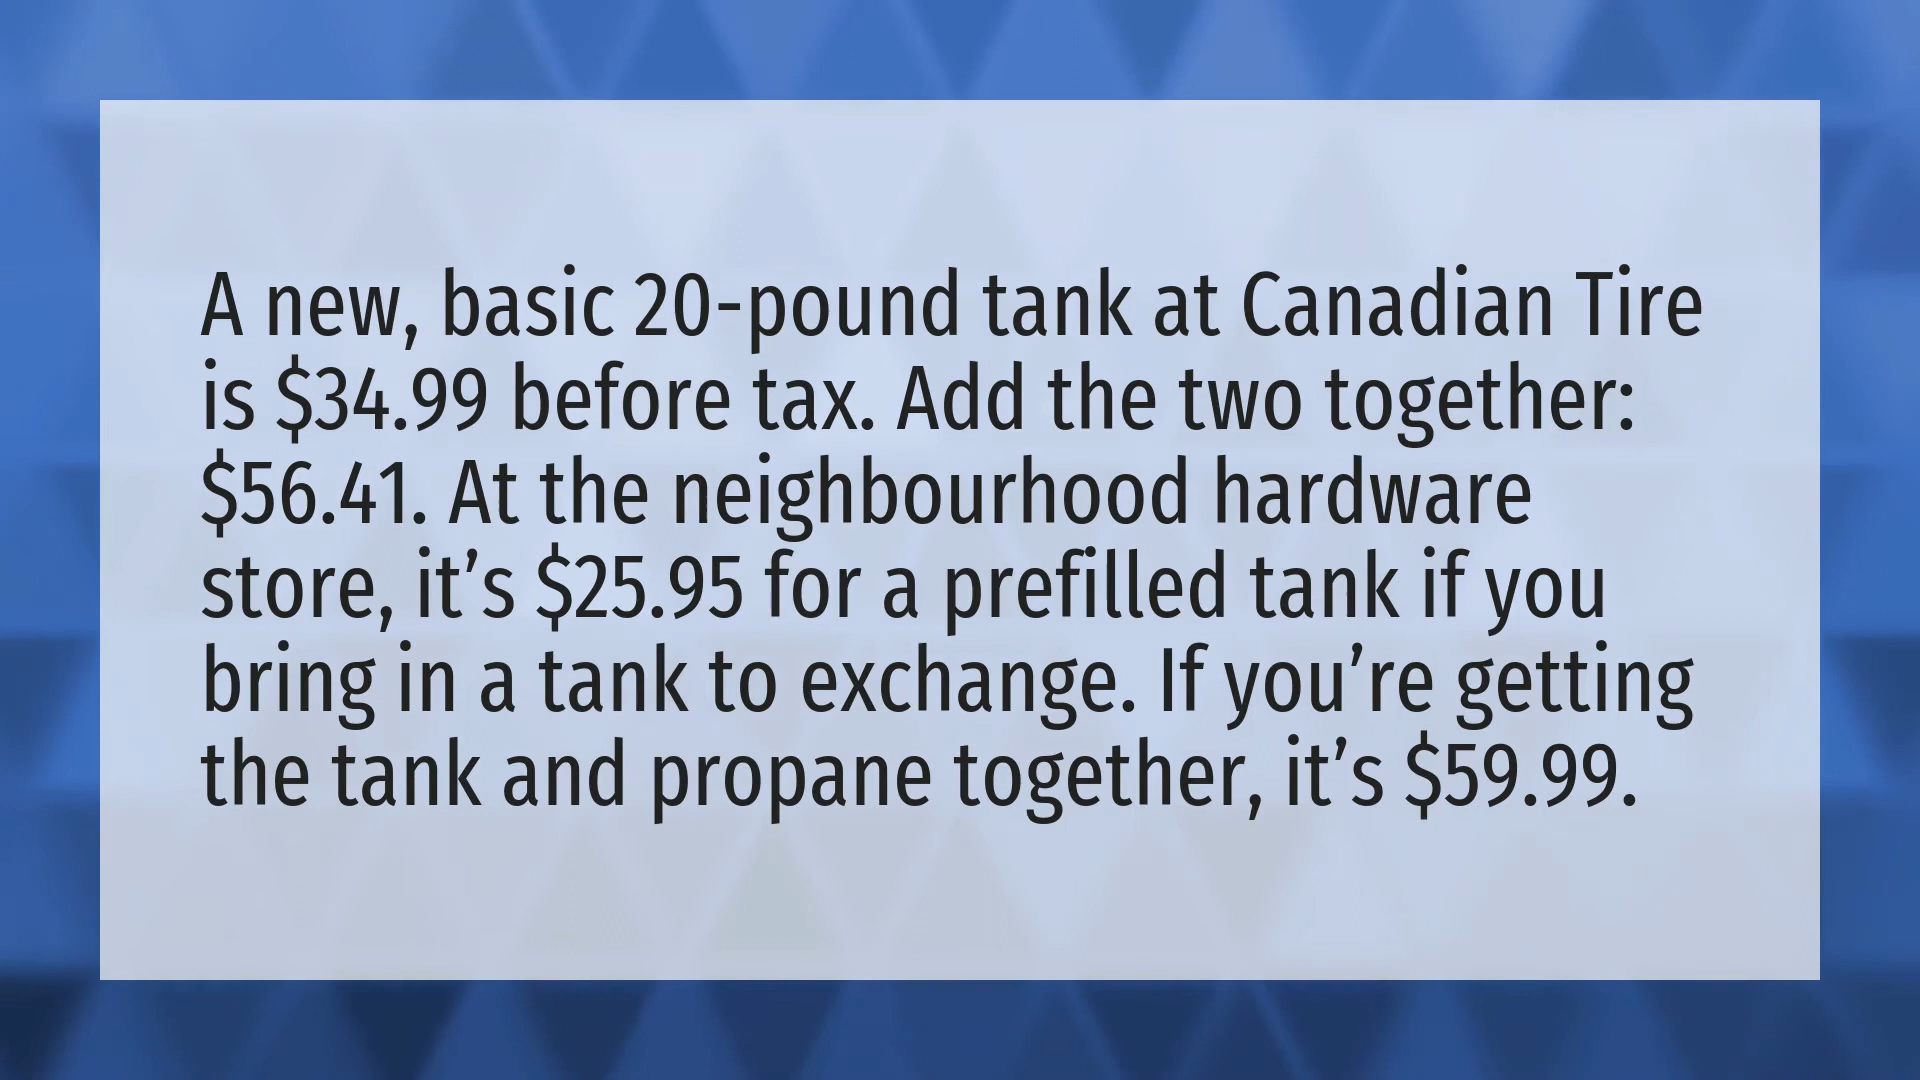 A new, basic 20-pound tank at Canadian Tire
is $34.99 before tax. Add the two together:
$56.41. At the neighbourhood hardware
store, it’s $25.95 for a prefilled tank if you
bring in a tank to exchange. If you’re getting
the tank and propane together, it’s $59.99.